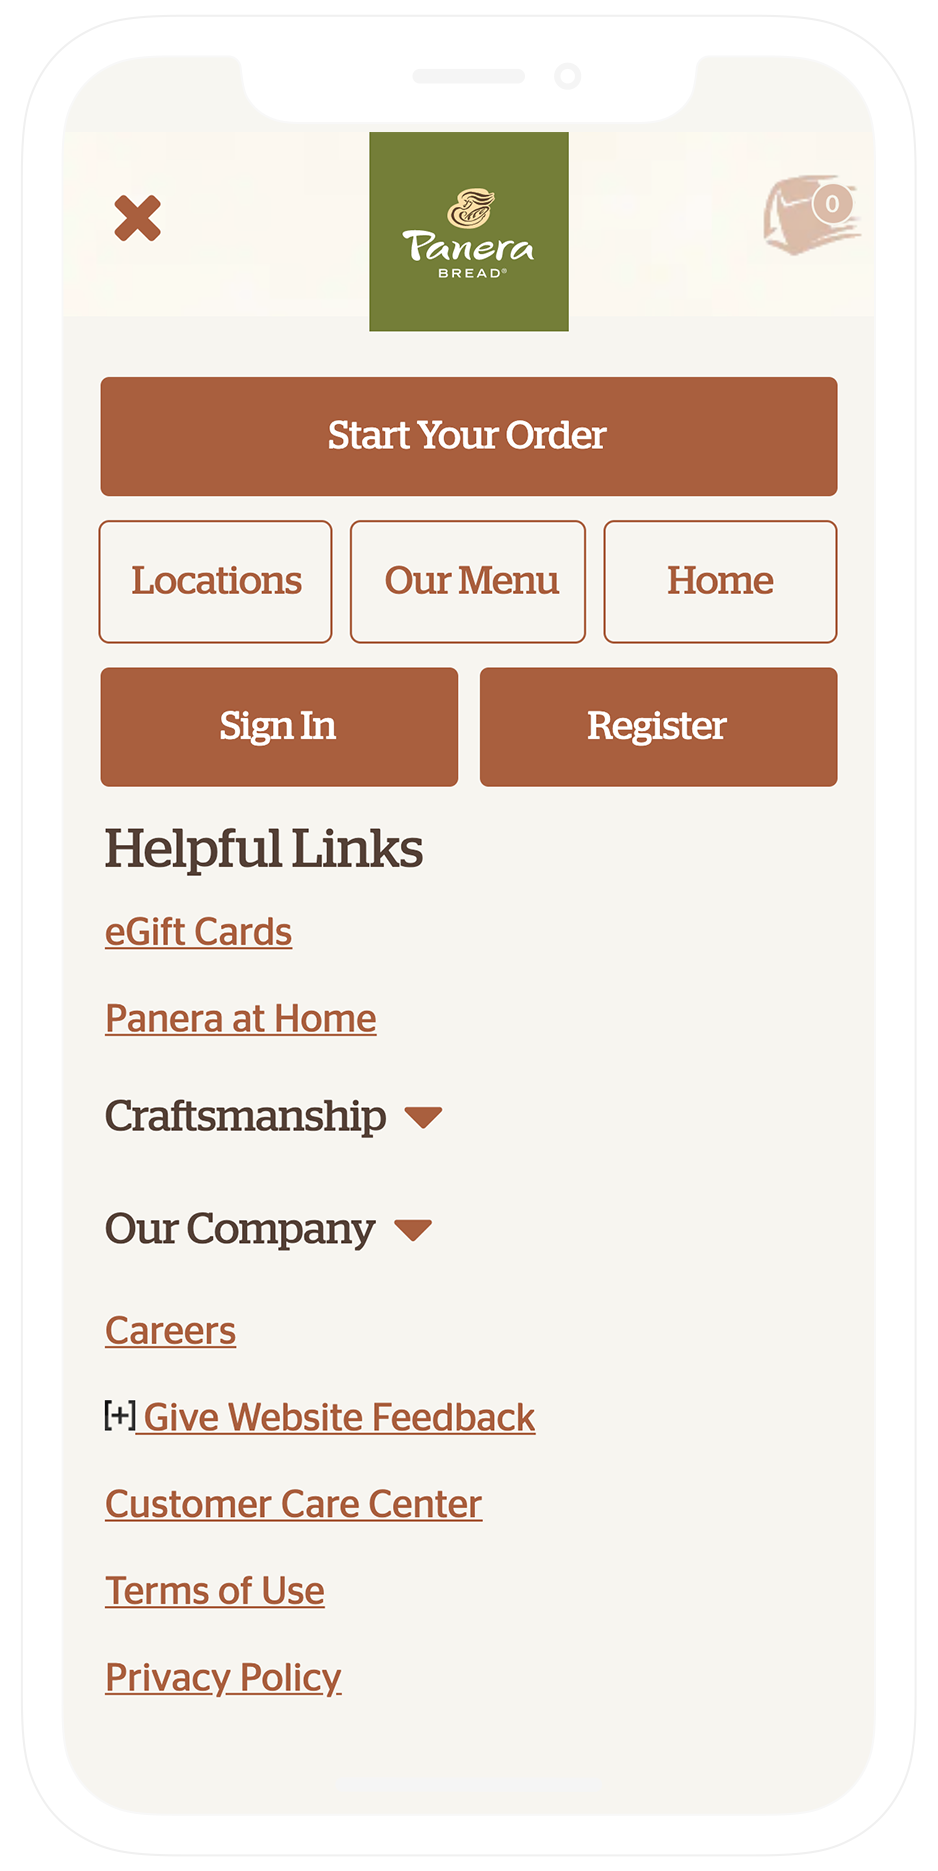 Panera
BREAD®
0
Start Your Order
Locations
Our Menu
Home
Sign In
Register
Helpful Links
eGift Cards
Panera at Home
Craftsmanship
Our Company
Careers
[+] Give Website Feedback
Customer Care Center
Terms of Use
Privacy Policy